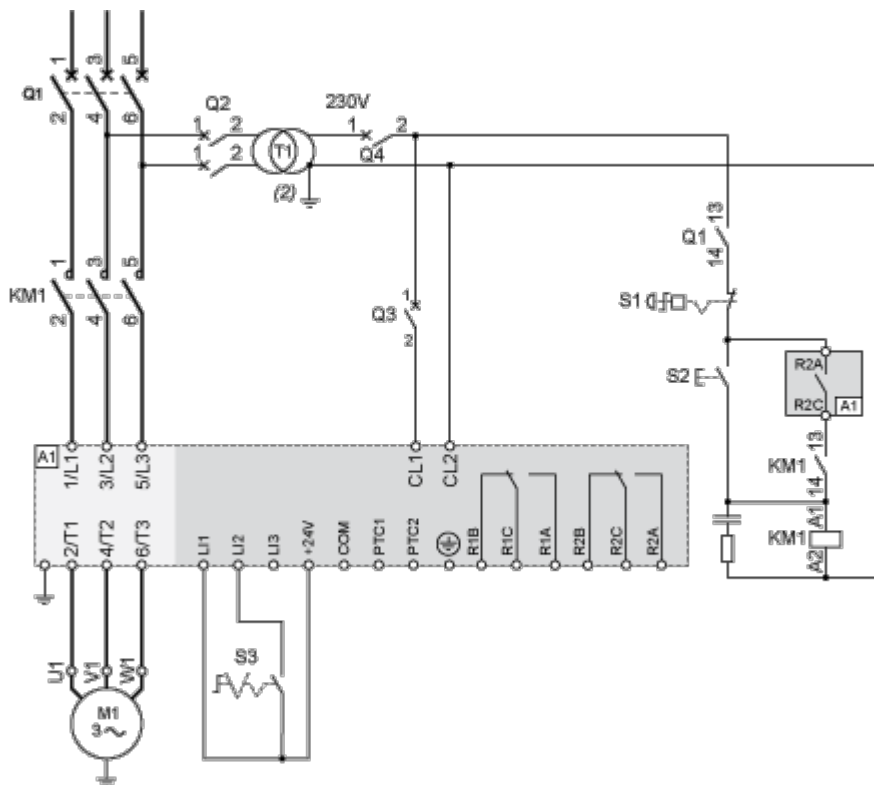 1 3 5
Q1
2 4 6
Q2
1 2
1 2
T1
(2)
230V
1 2
Q4
1 3 5
KM1
2 4 6
1
Q3
2
13
Q1
14
S1
S2
R2A
R2C
A1
13
KM1
14
A1
KM1
A2
A1
1/L1 3/L2 5/L3
CL1 CL2
2/T1 4/T2 6/T3
LI1 LI2 LI3 +24V COM PTC1 PTC2 R1B R1C R1A R2B R2C R2A
S3
U1 V1 W1
M1
3